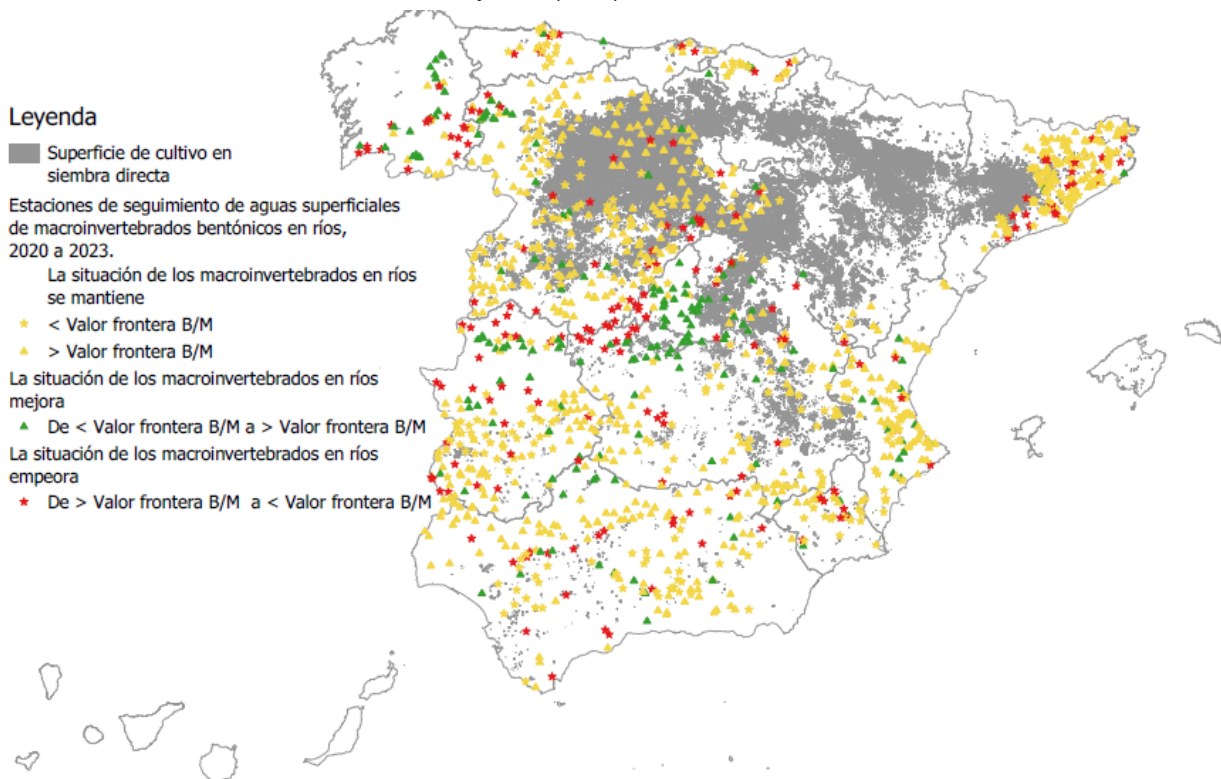 Leyenda
Superficie de cultivo en
siembra directa
Estaciones de seguimiento de aguas superficiales
de macroinvertebrados bentónicos en ríos,
2020 a 2023.
La situación de los macroinvertebrados en ríos
se mantiene
< Valor frontera B/M
> Valor frontera B/M
La situación de los macroinvertebrados en ríos
mejora
De < Valor frontera B/M a > Valor frontera B/M
La situación de los macroinvertebrados en ríos
empeora
De > Valor frontera B/M a < Valor frontera B/M